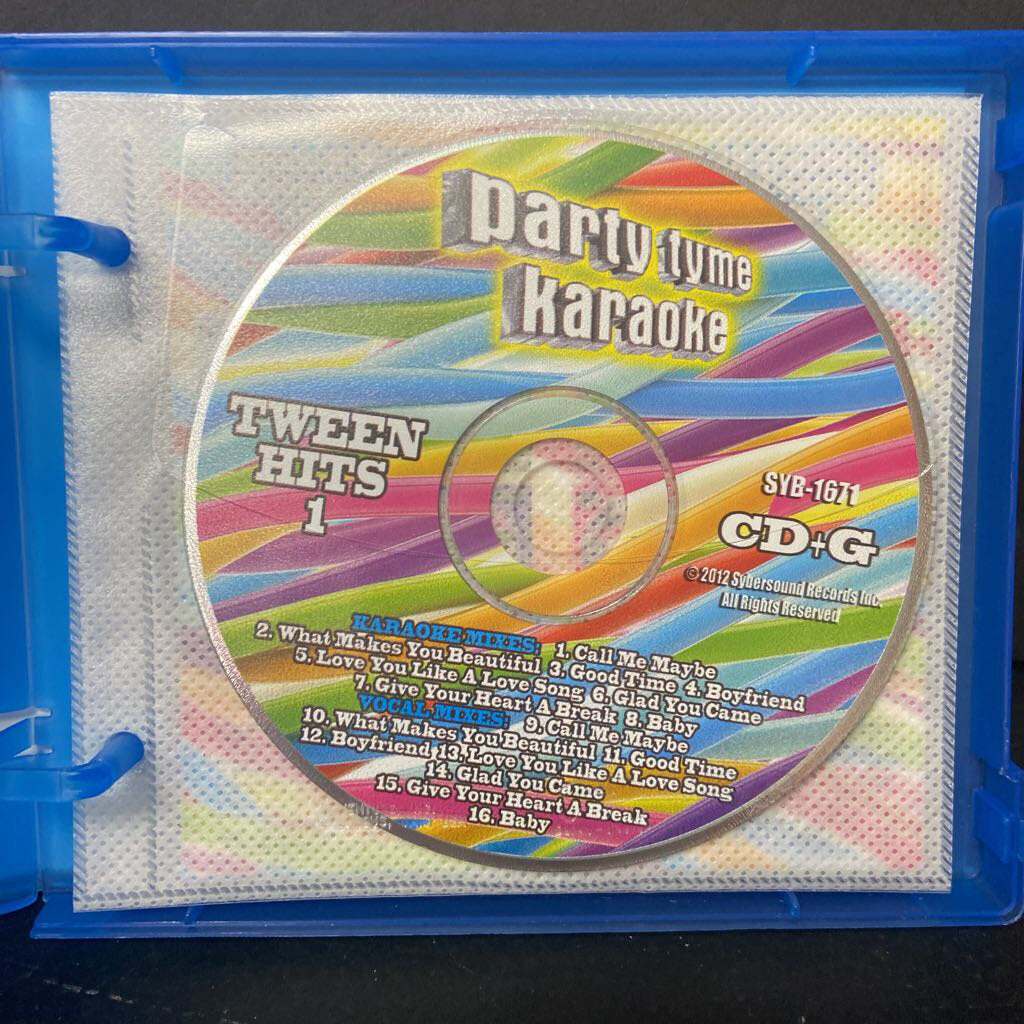 party tyme
karaoke
TWEEN
HITS
1
SYB-1671
CD+G
© 2012 Sybersound Records Inc.
All Rights Reserved
KARAOKE MIXES: 1. Call Me Maybe
2. What Makes You Beautiful 3. Good Time 4. Boyfriend
5. Love You Like A Love Song 6. Glad You Came
7. Give Your Heart A Break 8. Baby
VOCAL MIXES: 9. Call Me Maybe
10. What Makes You Beautiful 11. Good Time
12. Boyfriend 13. Love You Like A Love Song
14. Glad You Came
15. Give Your Heart A Break
16. Baby